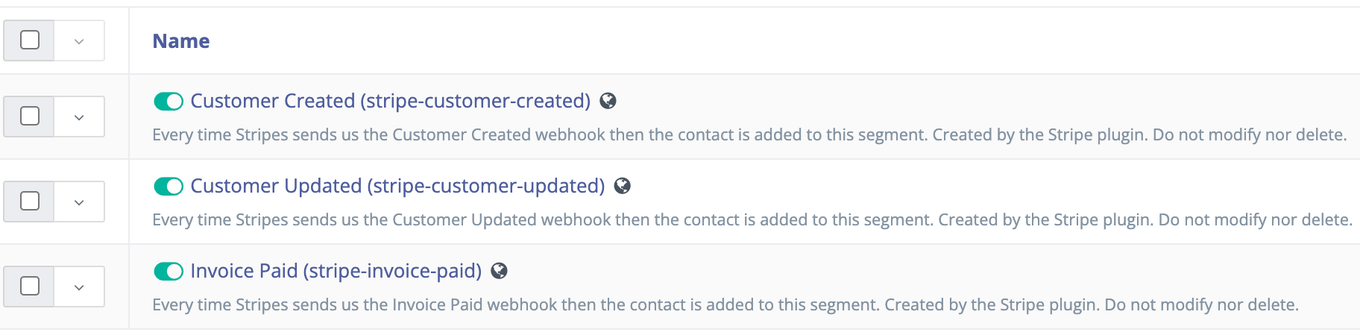 Name
Customer Created (stripe-customer-created)
Every time Stripes sends us the Customer Created webhook then the contact is added to this segment. Created by the Stripe plugin. Do not modify nor delete.
Customer Updated (stripe-customer-updated)
Every time Stripes sends us the Customer Updated webhook then the contact is added to this segment. Created by the Stripe plugin. Do not modify nor delete.
Invoice Paid (stripe-invoice-paid)
Every time Stripes sends us the Invoice Paid webhook then the contact is added to this segment. Created by the Stripe plugin. Do not modify nor delete.